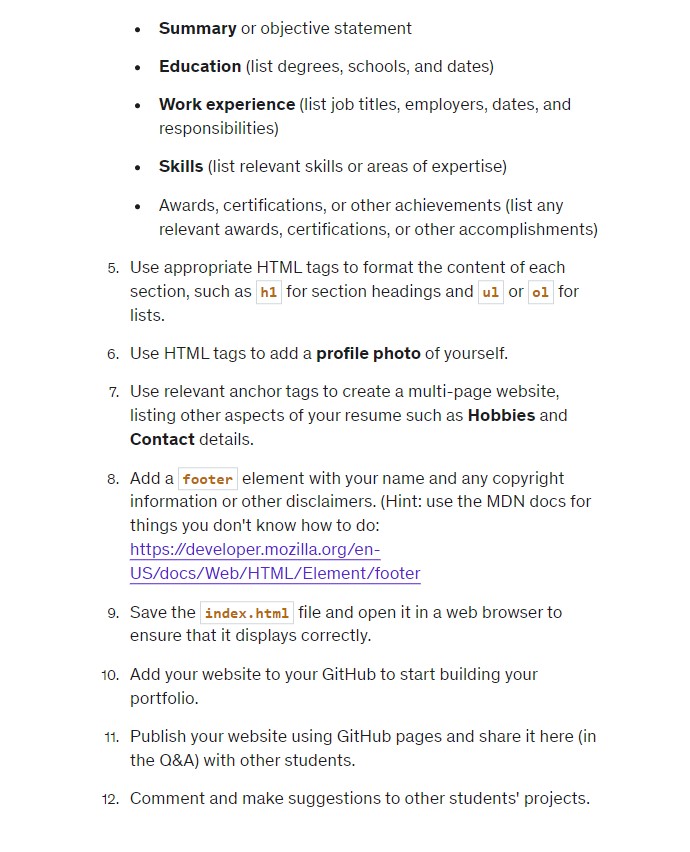 • Summary or objective statement
• Education (list degrees, schools, and dates)
• Work experience (list job titles, employers, dates, and
responsibilities)
• Skills (list relevant skills or areas of expertise)
• Awards, certifications, or other achievements (list any
relevant awards, certifications, or other accomplishments)
5. Use appropriate HTML tags to format the content of each
section, such as h1 for section headings and ul or ol for
lists.
6. Use HTML tags to add a profile photo of yourself.
7. Use relevant anchor tags to create a multi-page website,
listing other aspects of your resume such as Hobbies and
Contact details.
8. Add a footer element with your name and any copyright
information or other disclaimers. (Hint: use the MDN docs for
things you don't know how to do:
https://developer.mozilla.org/en-
US/docs/Web/HTML/Element/footer
9. Save the index.html file and open it in a web browser to
ensure that it displays correctly.
10. Add your website to your GitHub to start building your
portfolio.
11. Publish your website using GitHub pages and share it here (in
the Q&A) with other students.
12. Comment and make suggestions to other students' projects.